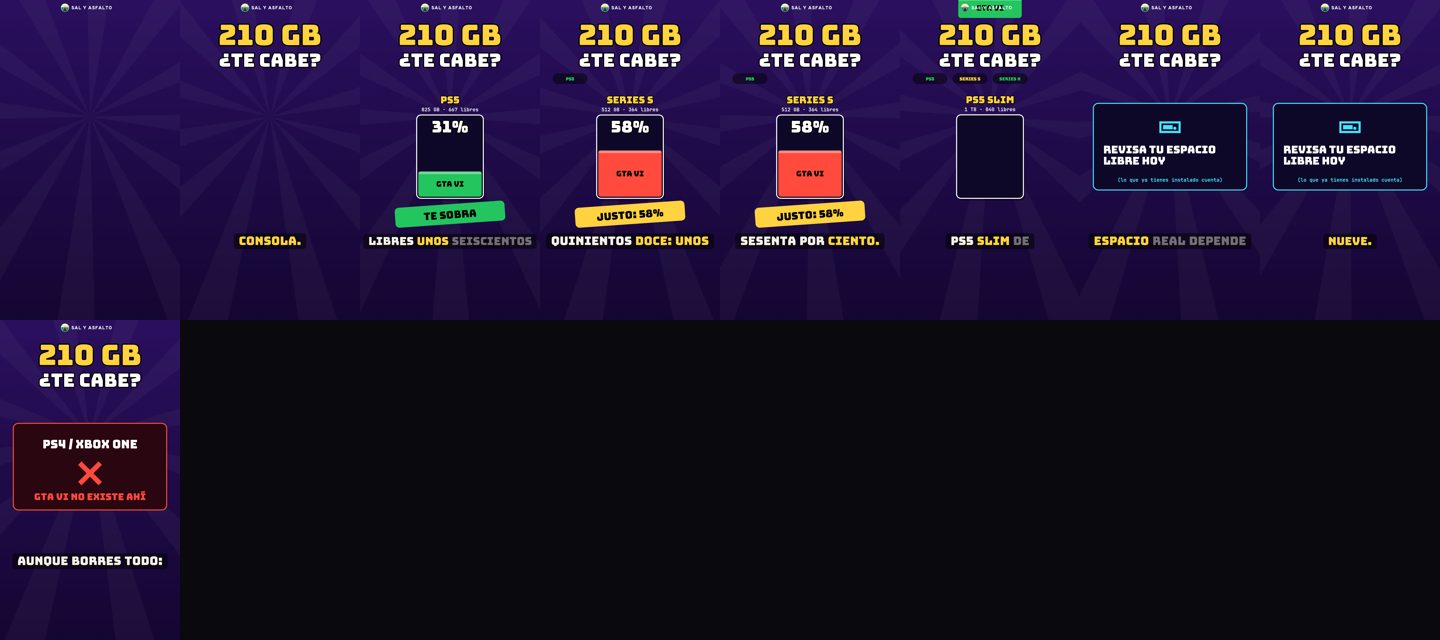 SAL Y ASFALTO
SAL Y ASFALTO
210 GB
¿TE CABE?
CONSOLA.
SAL Y ASFALTO
210 GB
¿TE CABE?
PS5
825 GB · 667 libres
31%
GTA VI
TE SOBRA
LIBRES UNOS SEISCIENTOS
SAL Y ASFALTO
210 GB
¿TE CABE?
PS5
SERIES S
512 GB · 364 libres
58%
GTA VI
JUSTO: 58%
QUINIENTOS DOCE: UNOS
SAL Y ASFALTO
210 GB
¿TE CABE?
PS5
SERIES S
512 GB · 364 libres
58%
GTA VI
JUSTO: 58%
SESENTA POR CIENTO.
SAL Y ASFALTO
210 GB
¿TE CABE?
PS5
SERIES S
SERIES X
PS5 SLIM
1 TB · 848 libres
PS5 SLIM DE
SAL Y ASFALTO
210 GB
¿TE CABE?
REVISA TU ESPACIO
LIBRE HOY
(lo que ya tienes instalado cuenta)
ESPACIO REAL DEPENDE
SAL Y ASFALTO
210 GB
¿TE CABE?
REVISA TU ESPACIO
LIBRE HOY
(lo que ya tienes instalado cuenta)
NUEVE.
SAL Y ASFALTO
210 GB
¿TE CABE?
PS4 / XBOX ONE
GTA VI NO EXISTE AHÍ
AUNQUE BORRES TODO: